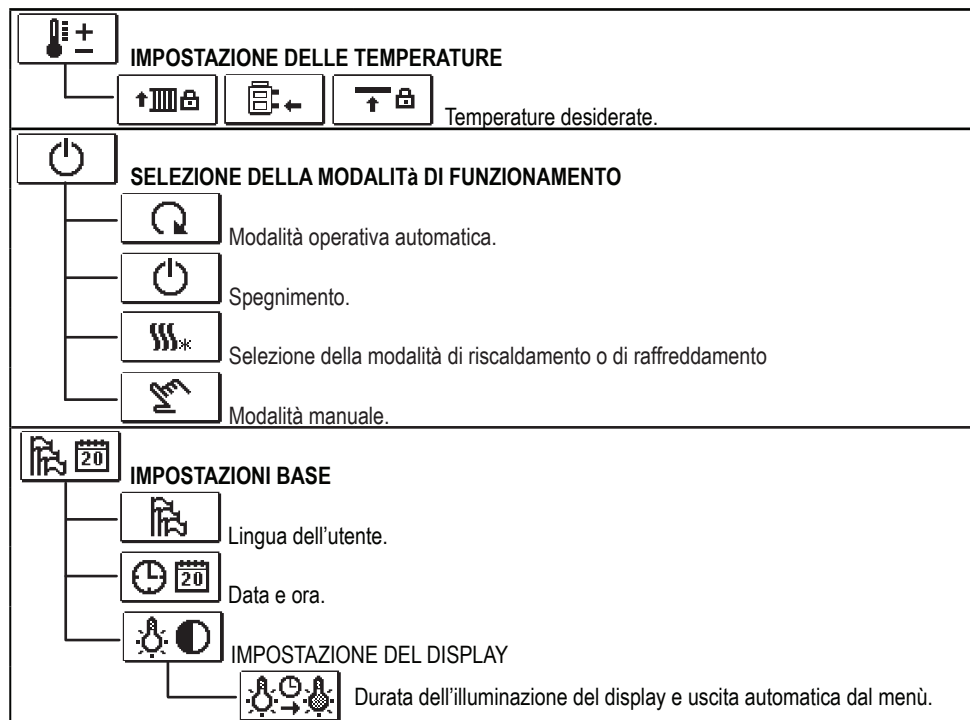 IMPOSTAZIONE DELLE TEMPERATURE
Temperature desiderate.
SELEZIONE DELLA MODALITà DI FUNZIONAMENTO
Modalità operativa automatica.
Spegnimento.
Selezione della modalità di riscaldamento o di raffreddamento
Modalità manuale.
20
IMPOSTAZIONI BASE
Lingua dell'utente.
20
Data e ora.
IMPOSTAZIONE DEL DISPLAY
Durata dell'illuminazione del display e uscita automatica dal menù.